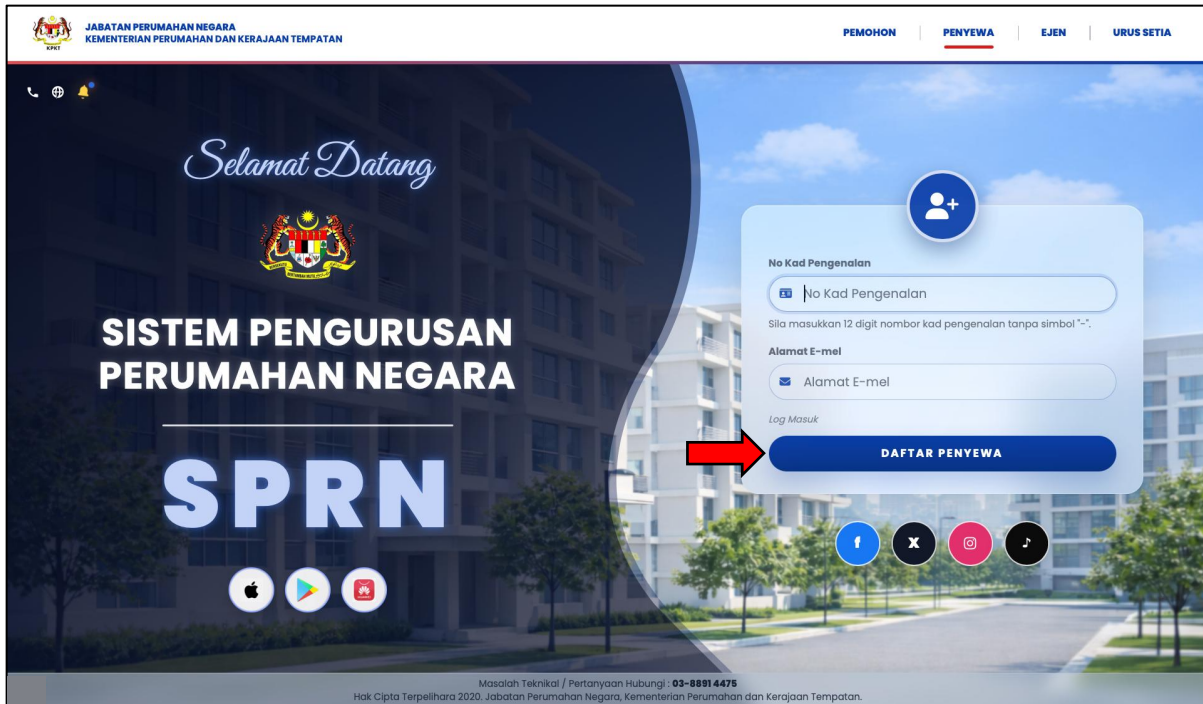 KPKT
JABATAN PERUMAHAN NEGARA
KEMENTERIAN PERUMAHAN DAN KERAJAAN TEMPATAN
PEMOHON
PENYEWA
EJEN
URUS SETIA
Selamat Datang
SISTEM PENGURUSAN
PERUMAHAN NEGARA
SPRN
No Kad Pengenalan
No Kad Pengenalan
Sila masukkan 12 digit nombor kad pengenalan tanpa simbol "-".
Alamat E-mel
Alamat E-mel
Log Masuk
DAFTAR PENYEWA
Masalah Teknikal / Pertanyaan Hubungi : 03-8891 4475
Hak Cipta Terpelihara 2020. Jabatan Perumahan Negara, Kementerian Perumahan dan Kerajaan Tempatan.